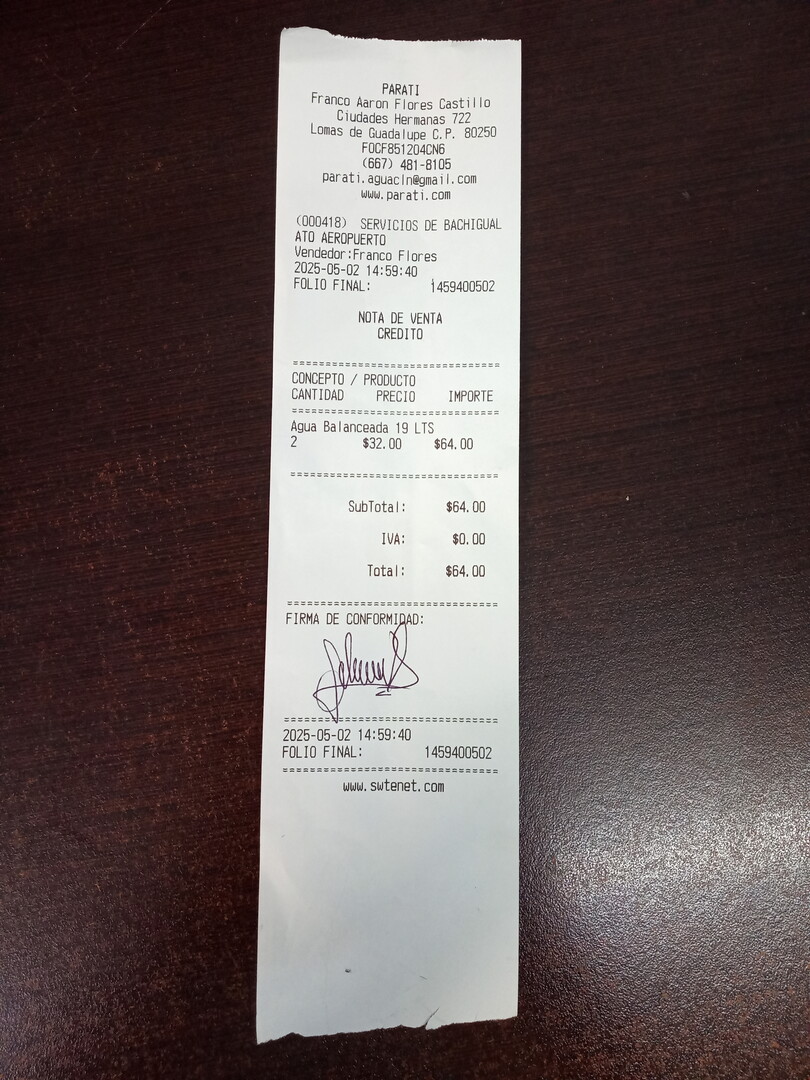 PARATI
Franco Aaron Flores Castillo
Ciudades Hermanas 722
Lomas de Guadalupe C.P. 80250
FOCF851204CN6
(667) 481-8105
parati.aguacln@gmail.com
www.parati.com
(000418) SERVICIOS DE BACHIGUAL
ATO AEROPUERTO
Vendedor:Franco Flores
2025-05-02 14:59:40
FOLIO FINAL: 1459400502
NOTA DE VENTA
CREDITO
CONCEPTO / PRODUCTO
CANTIDAD PRECIO IMPORTE
Agua Balanceada 19 LTS
2 $32.00 $64.00
SubTotal: $64.00
IVA: $0.00
Total: $64.00
FIRMA DE CONFORMIDAD:
2025-05-02 14:59:40
FOLIO FINAL: 1459400502
www.swtenet.com